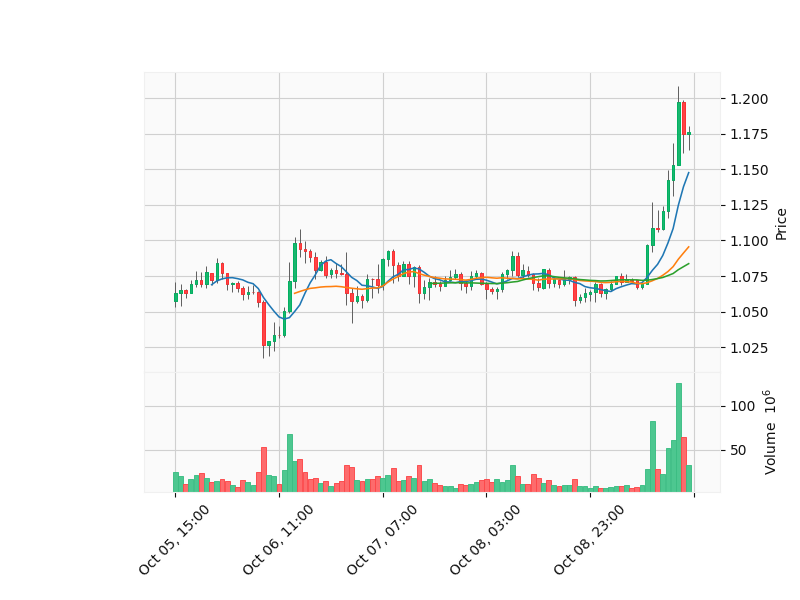 1.200
1.175
1.150
1.125
1.100
1.075
1.050
1.025
Price
100
50
Volume 10^6
Oct 05, 15:00
Oct 06, 11:00
Oct 07, 07:00
Oct 08, 03:00
Oct 08, 23:00